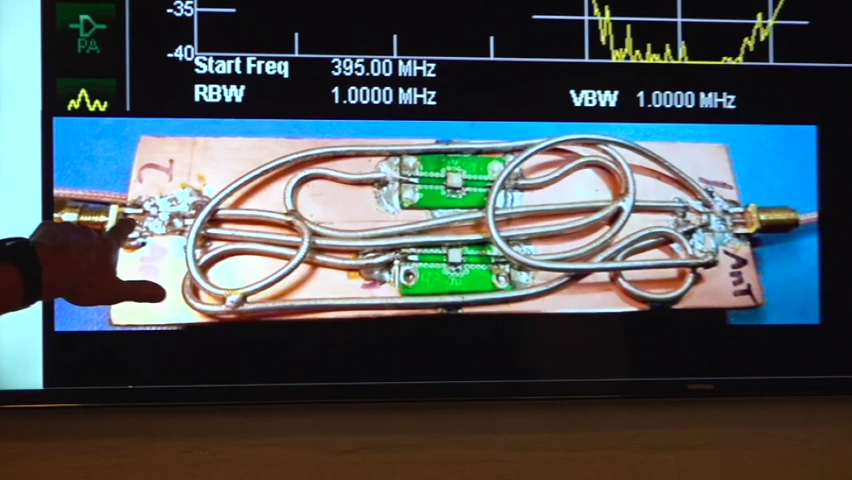 -35
PA
-40
Start Freq 395.00 MHz
RBW 1.0000 MHz VBW 1.0000 MHz
AnT